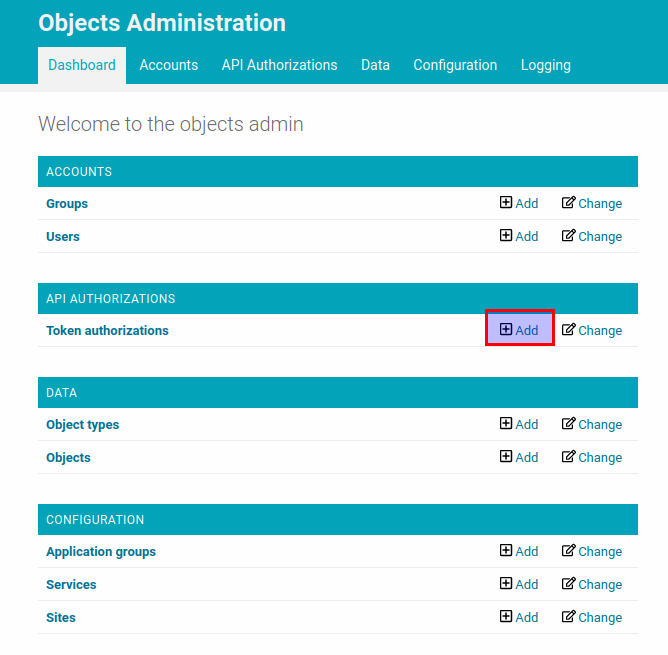 Objects Administration
Dashboard Accounts API Authorizations Data Configuration Logging
Welcome to the objects admin
ACCOUNTS
Groups Add Change
Users Add Change
API AUTHORIZATIONS
Token authorizations Add Change
DATA
Object types Add Change
Objects Add Change
CONFIGURATION
Application groups Add Change
Services Add Change
Sites Add Change